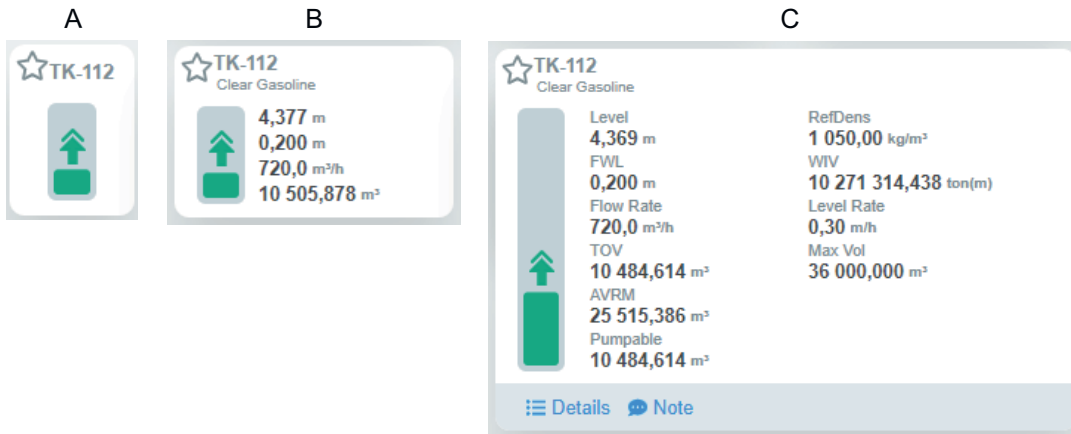 A
TK-112
B
TK-112
Clear Gasoline
4,377 m
0,200 m
720,0 m³/h
10 505,878 m³
C
TK-112
Clear Gasoline
Level
4,369 m
FWL
0,200 m
Flow Rate
720,0 m³/h
TOV
10 484,614 m³
AVRM
25 515,386 m³
Pumpable
10 484,614 m³
RefDens
1 050,00 kg/m³
WIV
10 271 314,438 ton(m)
Level Rate
0,30 m/h
Max Vol
36 000,000 m³
Details Note